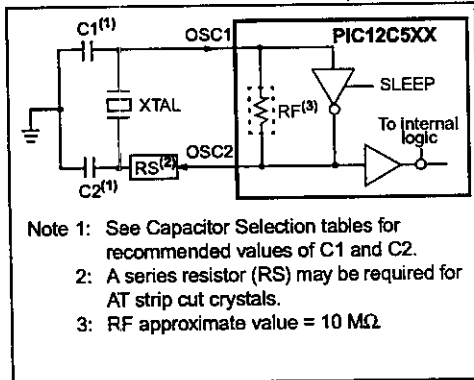 C1(1)
OSC1
PIC12C5XX
SLEEP
XTAL
RF(3)
To internal
logic
OSC2
RS(2)
C2(1)
Note 1: See Capacitor Selection tables for
recommended values of C1 and C2.
2: A series resistor (RS) may be required for
AT strip cut crystals.
3: RF approximate value = 10 MΩ